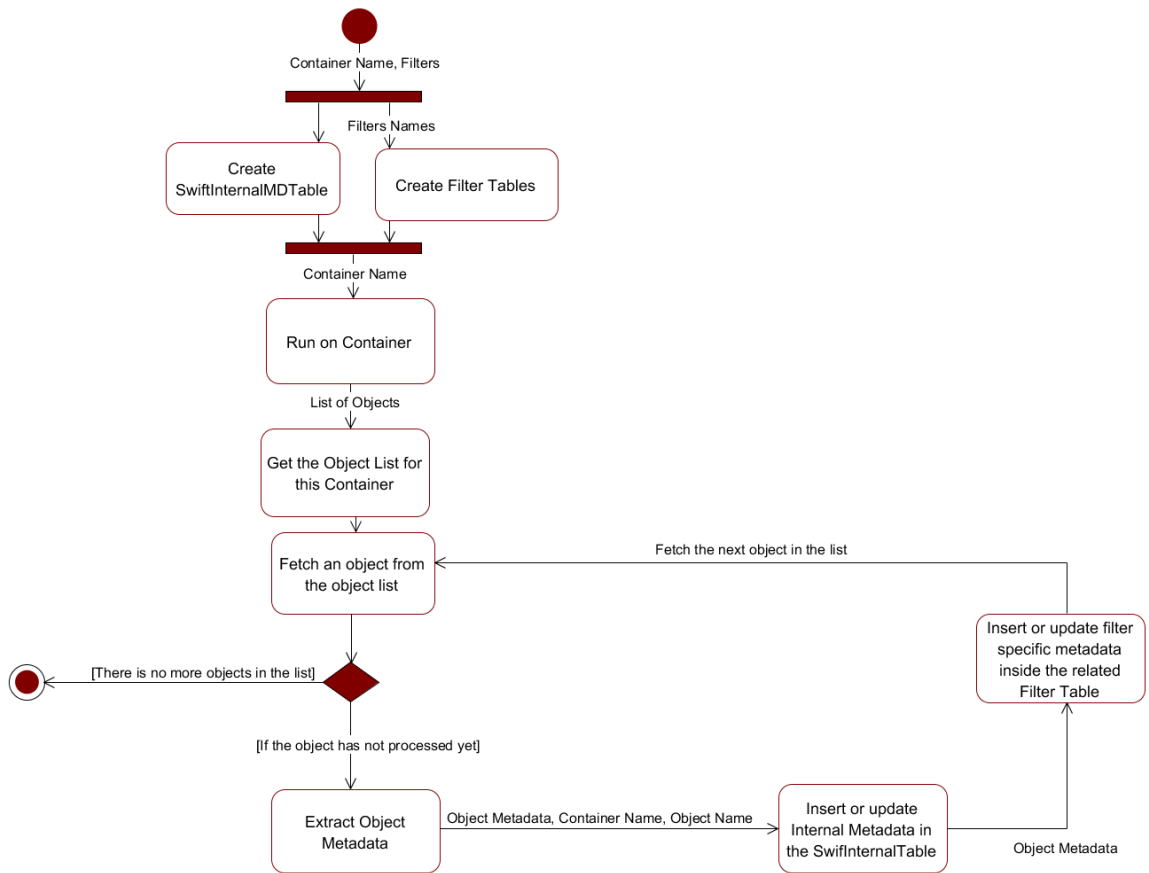 Container Name, Filters
Filters Names
Create
SwiftInternalMDTable
Create Filter Tables
Container Name
Run on Container
List of Objects
Get the Object List for
this Container
Fetch the next object in the list
Fetch an object from
the object list
Insert or update filter
specific metadata
inside the related
Filter Table
[There is no more objects in the list]
[If the object has not processed yet]
Extract Object
Metadata
Object Metadata, Container Name, Object Name
Insert or update
Internal Metadata in
the SwifInternalTable
Object Metadata